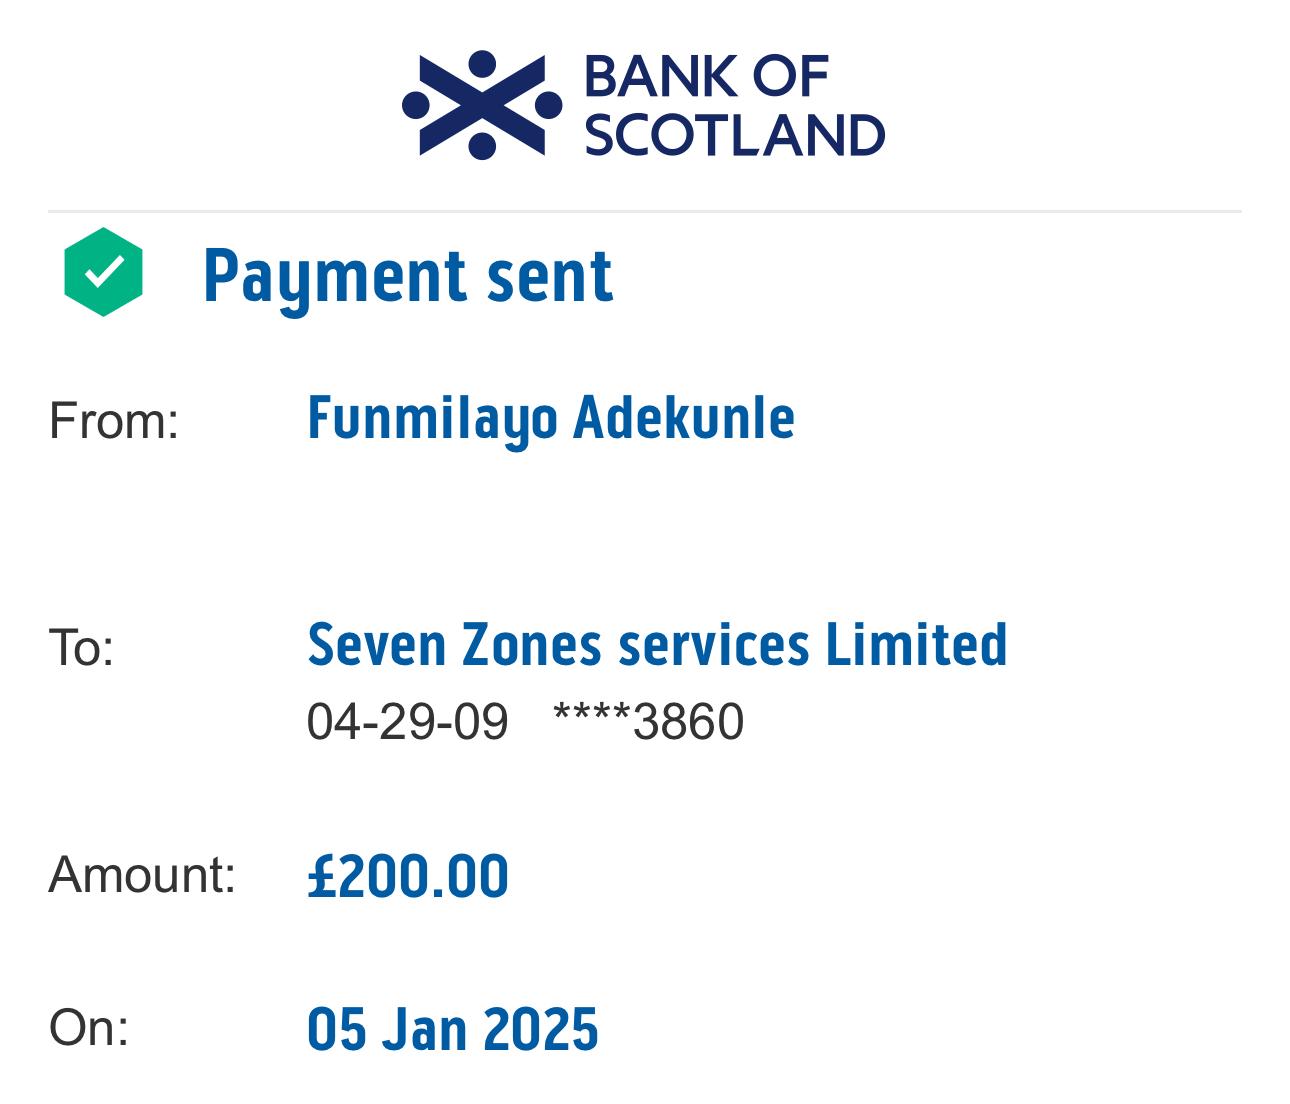 BANK OF
SCOTLAND
Payment sent
From: Funmilayo Adekunle
To: Seven Zones services Limited
04-29-09 ****3860
Amount: £200.00
On: 05 Jan 2025